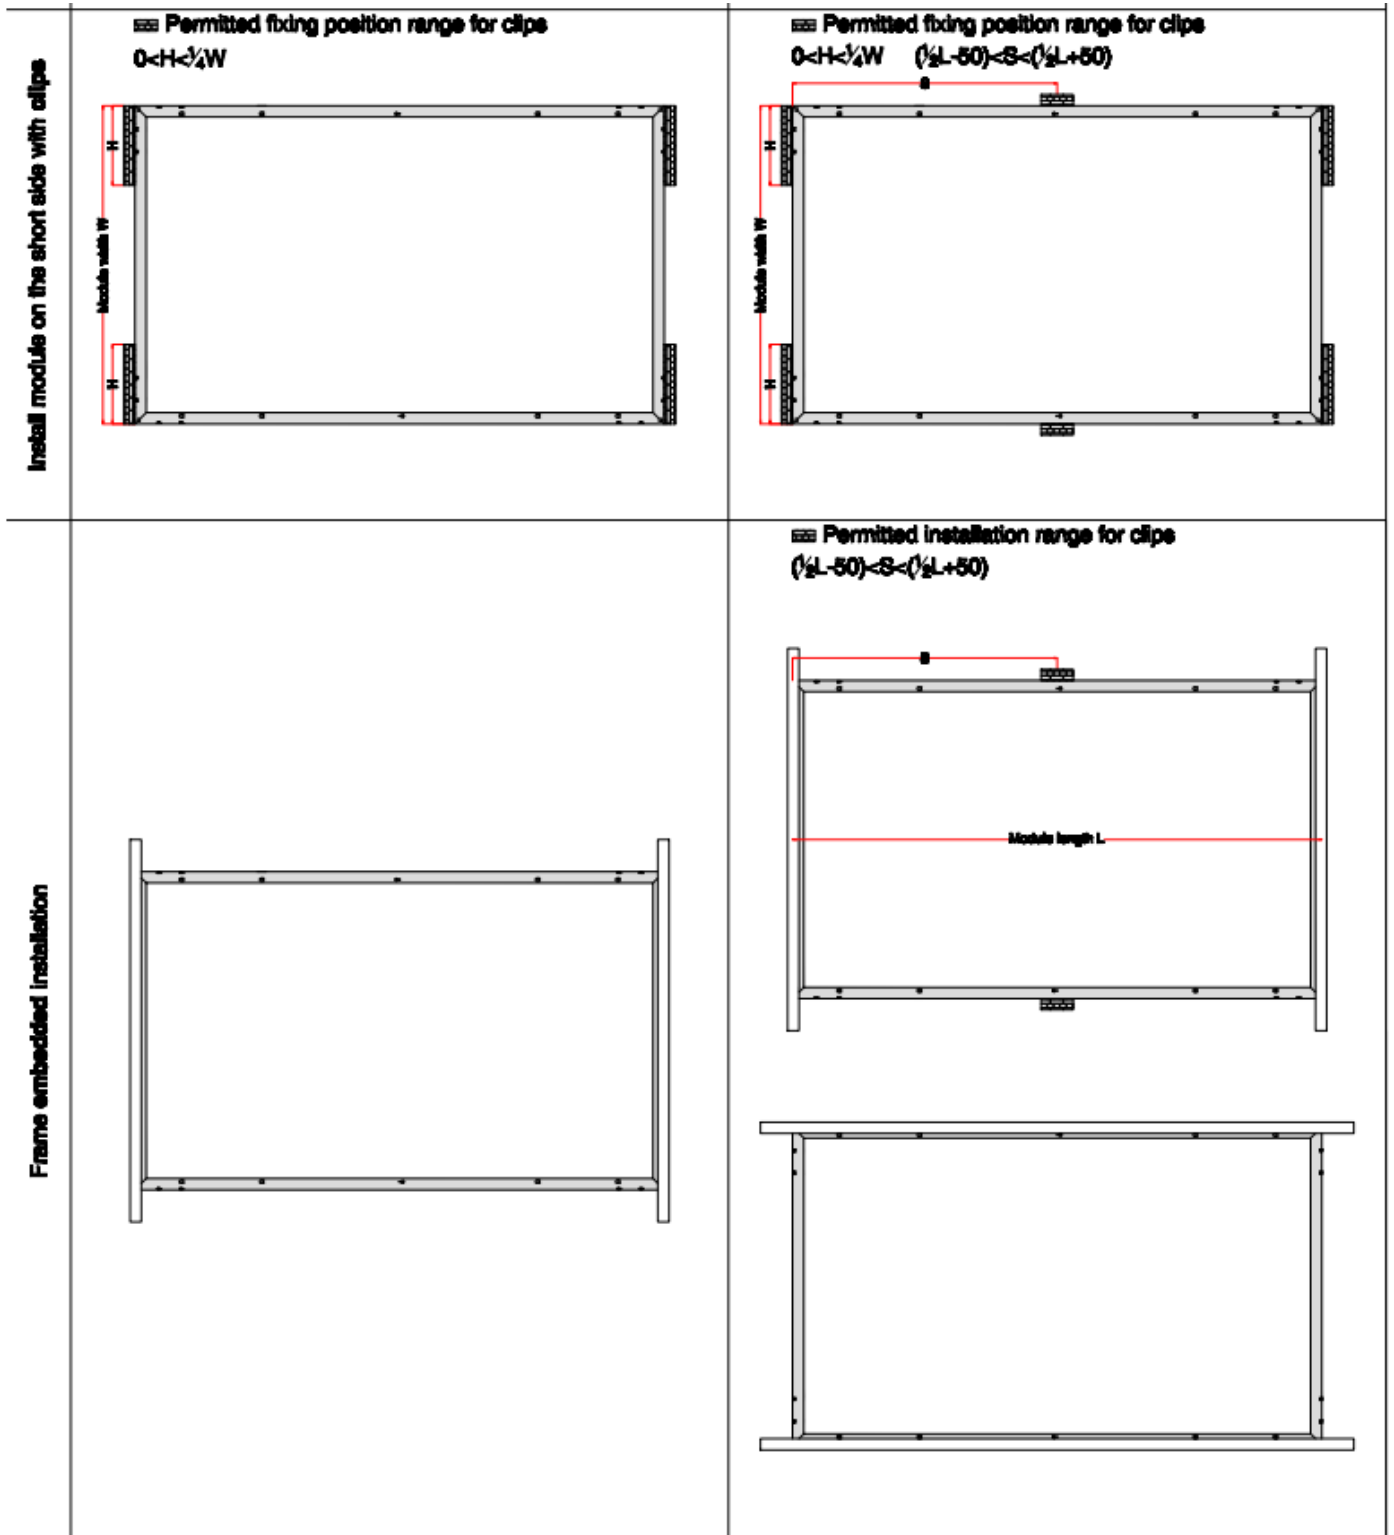 Install module on the short side with clips
Permitted fixing position range for clips
0<H<¼W
H
Module width W
H
Permitted fixing position range for clips
0<H<¼W (½L-50)<S<(½L+50)
S
H
Module width W
H
Frame embedded installation
Permitted installation range for clips
(½L-50)<S<(½L+50)
S
Module length L